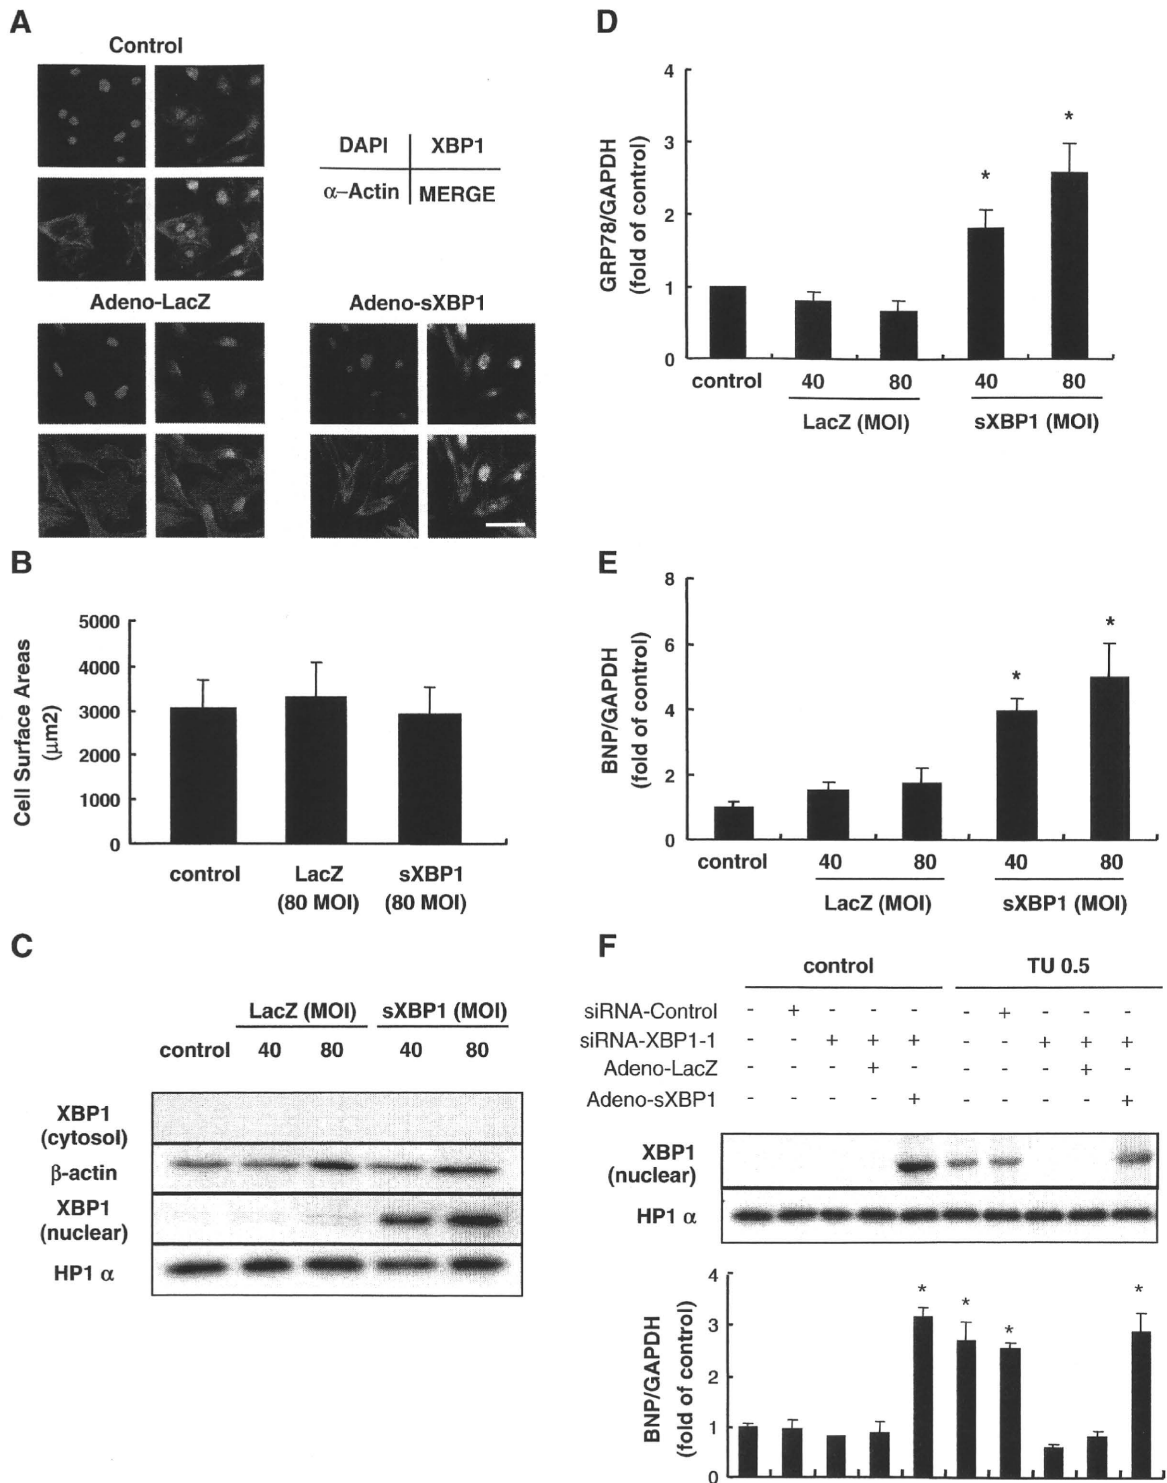 A
Control
DAPI XBP1
α–Actin MERGE
Adeno-LacZ Adeno-sXBP1
B
Cell Surface Areas
(μm2)
5000
4000
3000
2000
1000
0
control LacZ sXBP1
(80 MOI) (80 MOI)
C
LacZ (MOI) sXBP1 (MOI)
control 40 80 40 80
XBP1
(cytosol)
β-actin
XBP1
(nuclear)
HP1 α
D
GRP78/GAPDH
(fold of control)
4
3
2
1
0
* *
control 40 80 40 80
LacZ (MOI) sXBP1 (MOI)
E
BNP/GAPDH
(fold of control)
8
6
4
2
0
* *
control 40 80 40 80
LacZ (MOI) sXBP1 (MOI)
F
control TU 0.5
siRNA-Control - + - - - - + - - -
siRNA-XBP1-1 - - + + + - - + + +
Adeno-LacZ - - - + - - - - + -
Adeno-sXBP1 - - - - + - - - - +
XBP1
(nuclear)
HP1 α
BNP/GAPDH
(fold of control)
4
3
2
1
0
* * * *